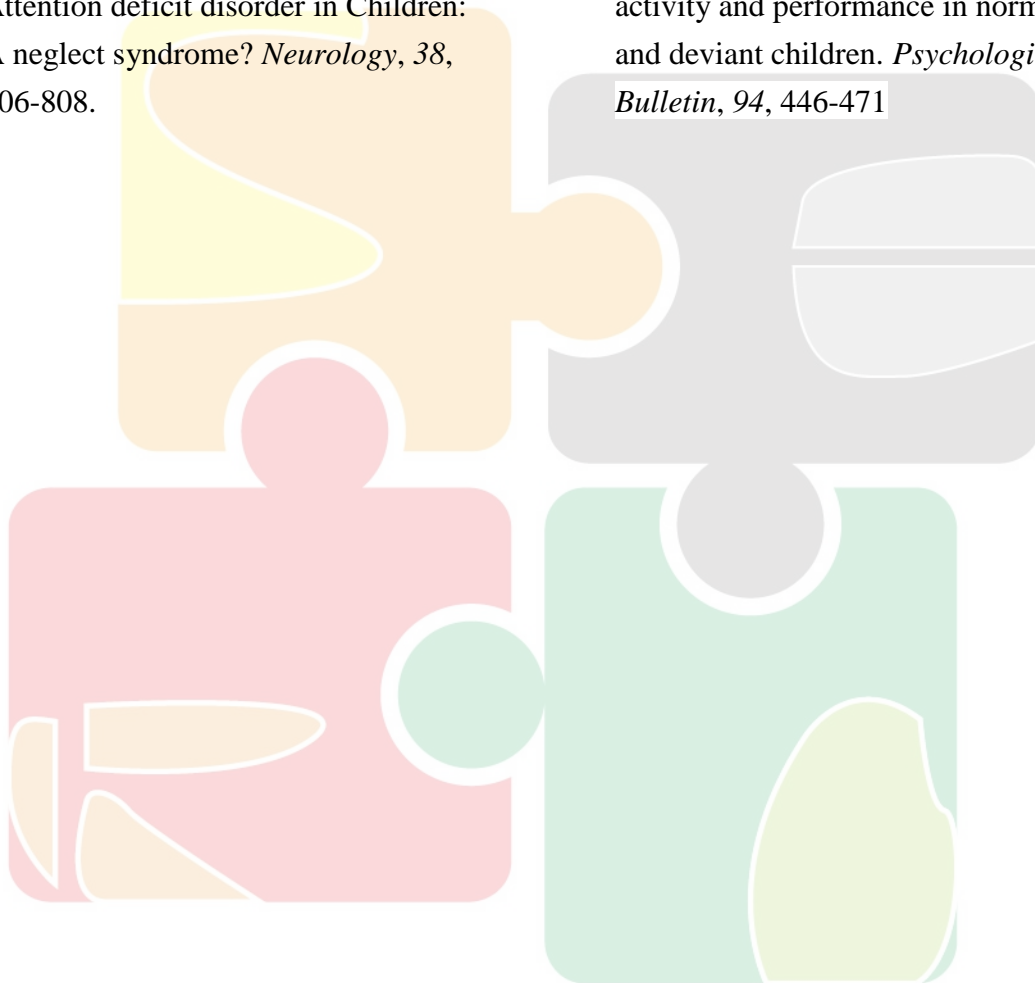 Attention deficit disorder in Children:
A neglect syndrome? Neurology, 38,
06-808.
activity and performance in norm
and deviant children. Psychologi
Bulletin, 94, 446-471